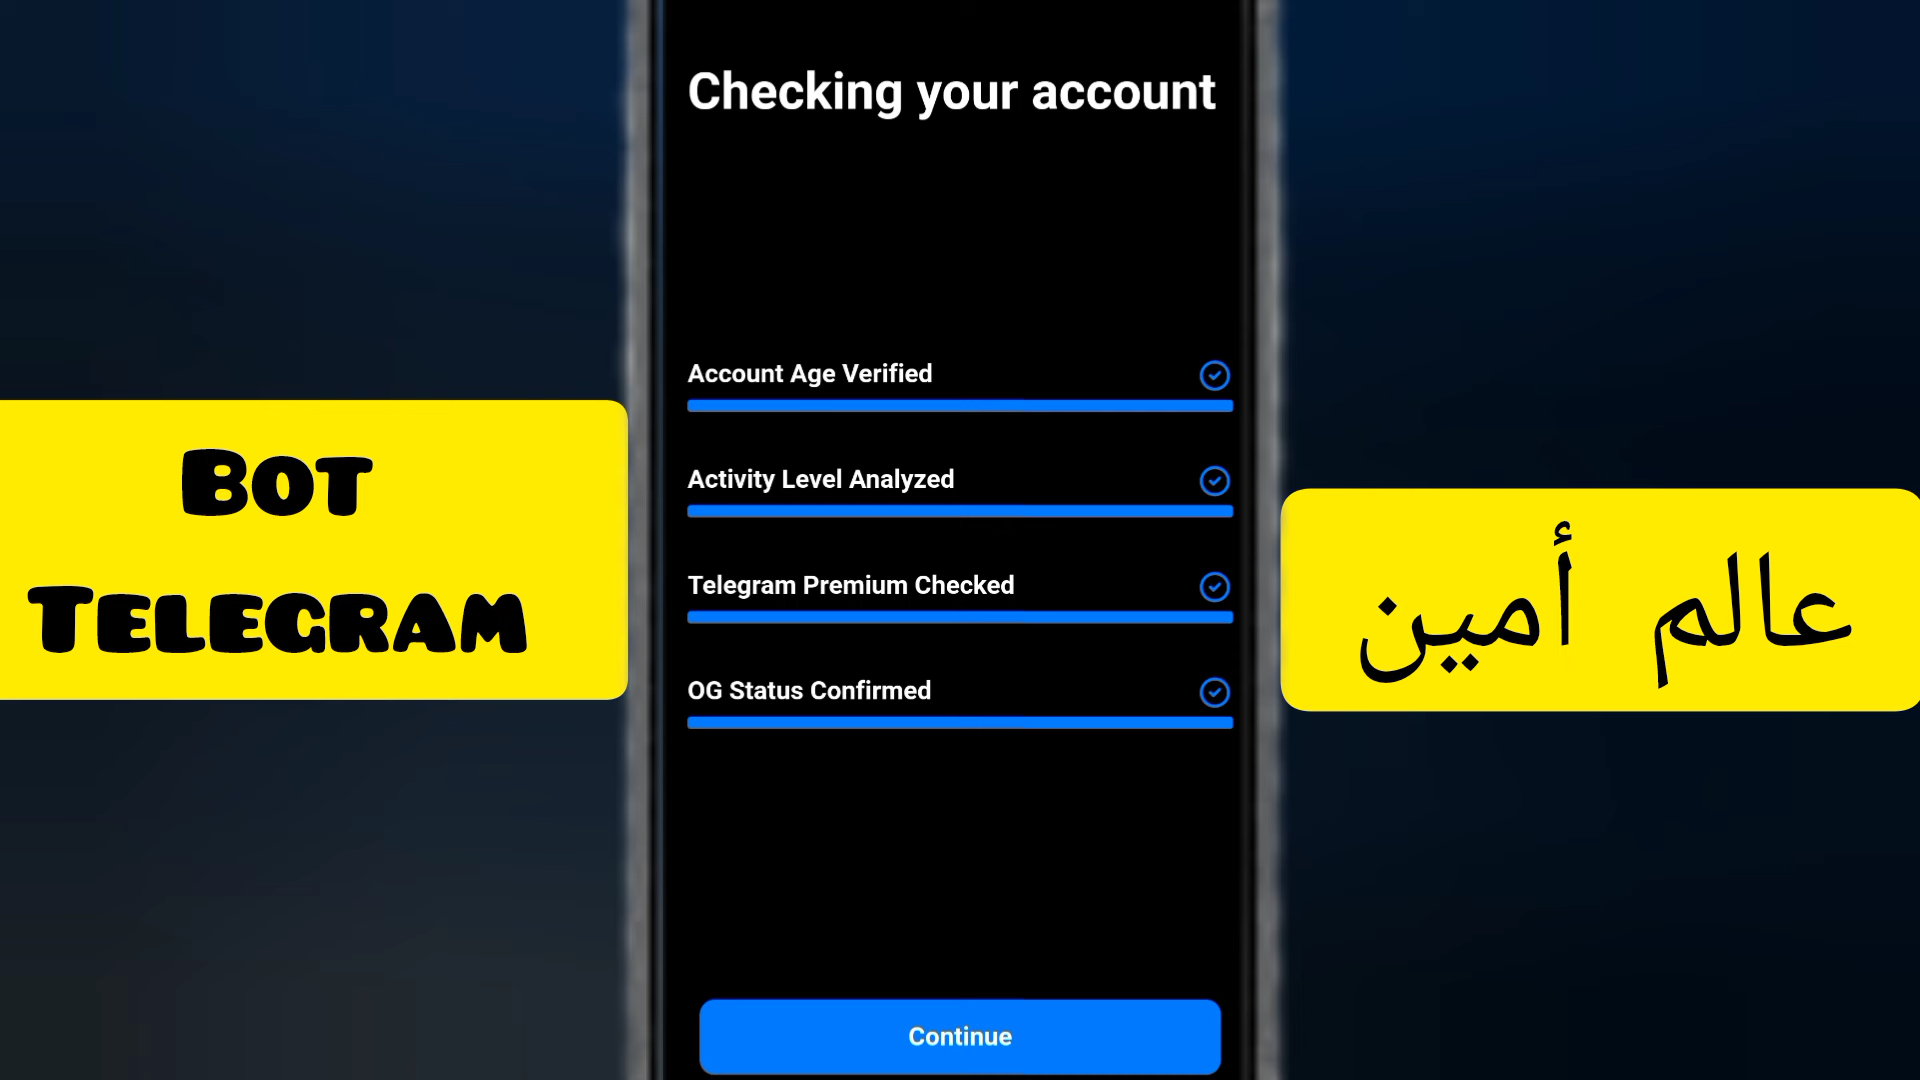 Checking your account
Account Age Verified
Activity Level Analyzed
Telegram Premium Checked
OG Status Confirmed
Continue
BOT
TELEGRAM
عالم أمين